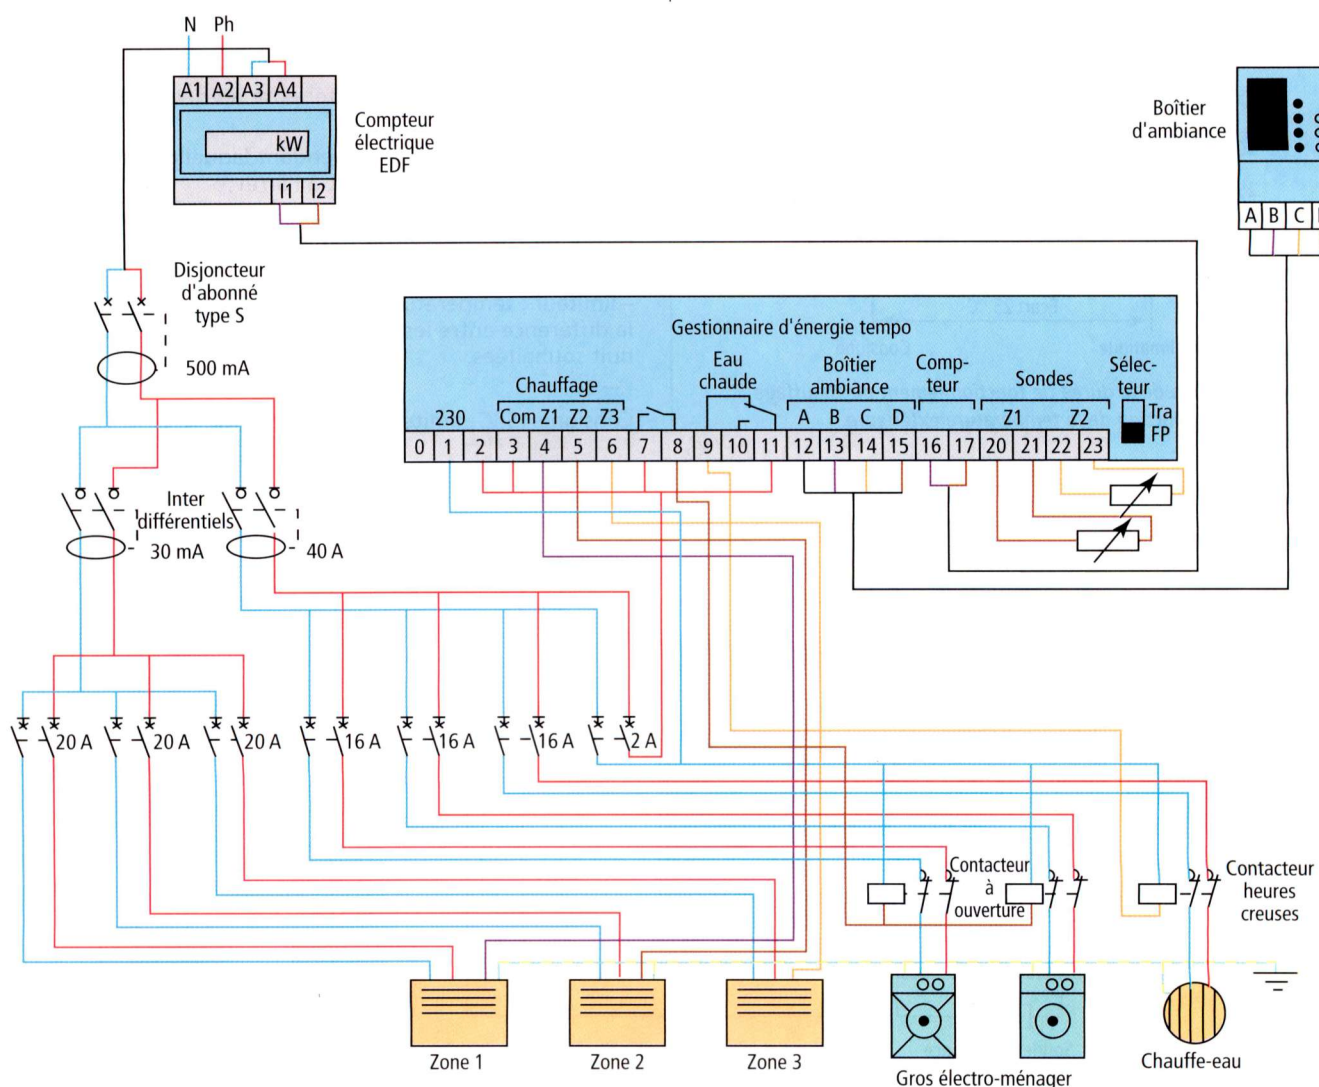 N Ph
A1 A2 A3 A4
kW
I1 I2
Compteur
électrique
EDF
Boîtier
d'ambiance
A B C
Disjoncteur
d'abonné
type S
500 mA
Gestionnaire d'énergie tempo
Chauffage
Eau
chaude
Boîtier
ambiance
Comp-
teur
Sondes
Sélec-
teur
230
Com Z1 Z2 Z3
A B C D
Z1 Z2
Tra
FP
0 1 2 3 4 5 6 7 8 9 10 11 12 13 14 15 16 17 20 21 22 23
Inter
différentiels
30 mA
40 A
20 A
20 A
20 A
16 A
16 A
16 A
2 A
Contacteur
à
ouverture
Contacteur
heures
creuses
Zone 1
Zone 2
Zone 3
Gros électro-ménager
Chauffe-eau